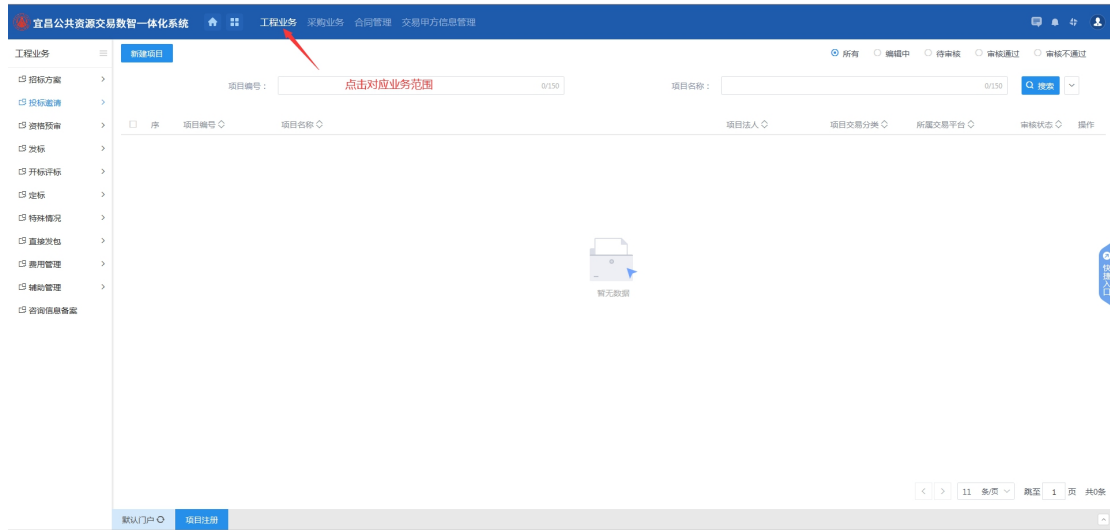 宜昌公共资源交易数智一体化系统 工程业务 采购业务 合同管理 交易甲方信息管理
工程业务 新建项目 所有 编辑中 待审核 审核通过 审核不通过
招标方案
项目编号： 点击对应业务范围 0/150 项目名称： 0/150 搜索
投标邀请
资格预审 序 项目编号 项目名称 项目法人 项目交易分类 所属交易平台 审核状态 操作
发标
开标评标
定标
特殊情况
直接发包
费用管理
快捷入口
辅助管理
暂无数据
咨询信息备案
11 条/页 跳至 1 页 共0条
默认门户 项目注册